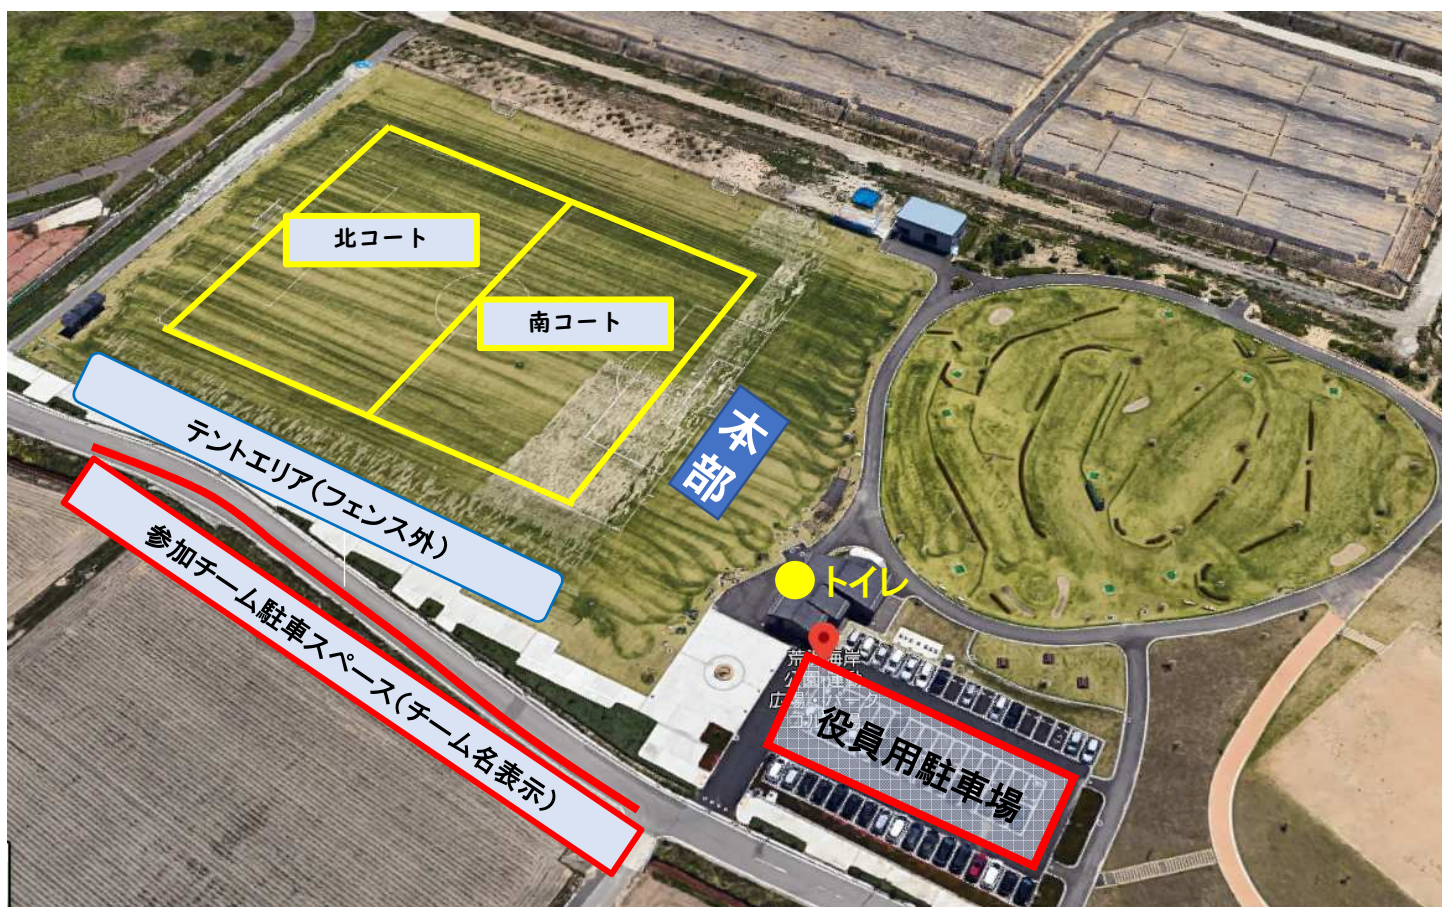 北コート
南コート
本部
テントエリア(フェンス外)
参加チーム駐車スペース(チーム名表示)
トイレ
役員用駐車場